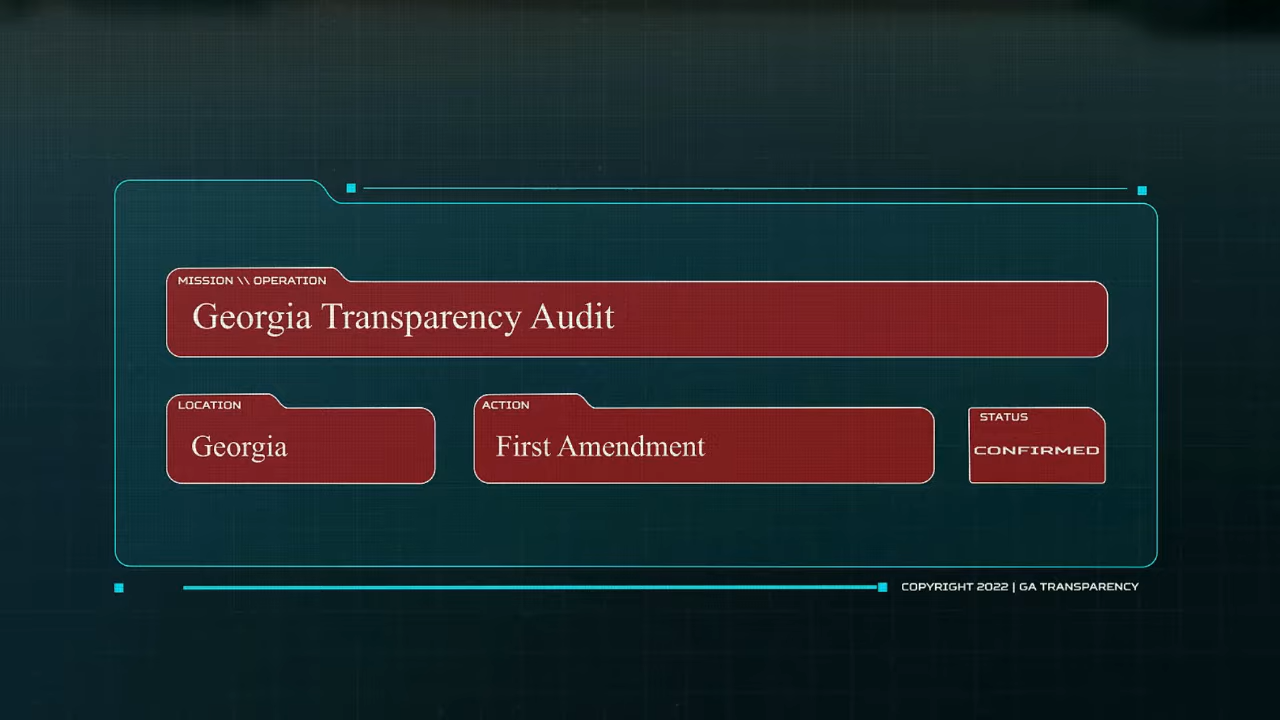 MISSION \\ OPERATION
Georgia Transparency Audit
LOCATION
Georgia
ACTION
First Amendment
STATUS
CONFIRMED
COPYRIGHT 2022 | GA TRANSPARENCY